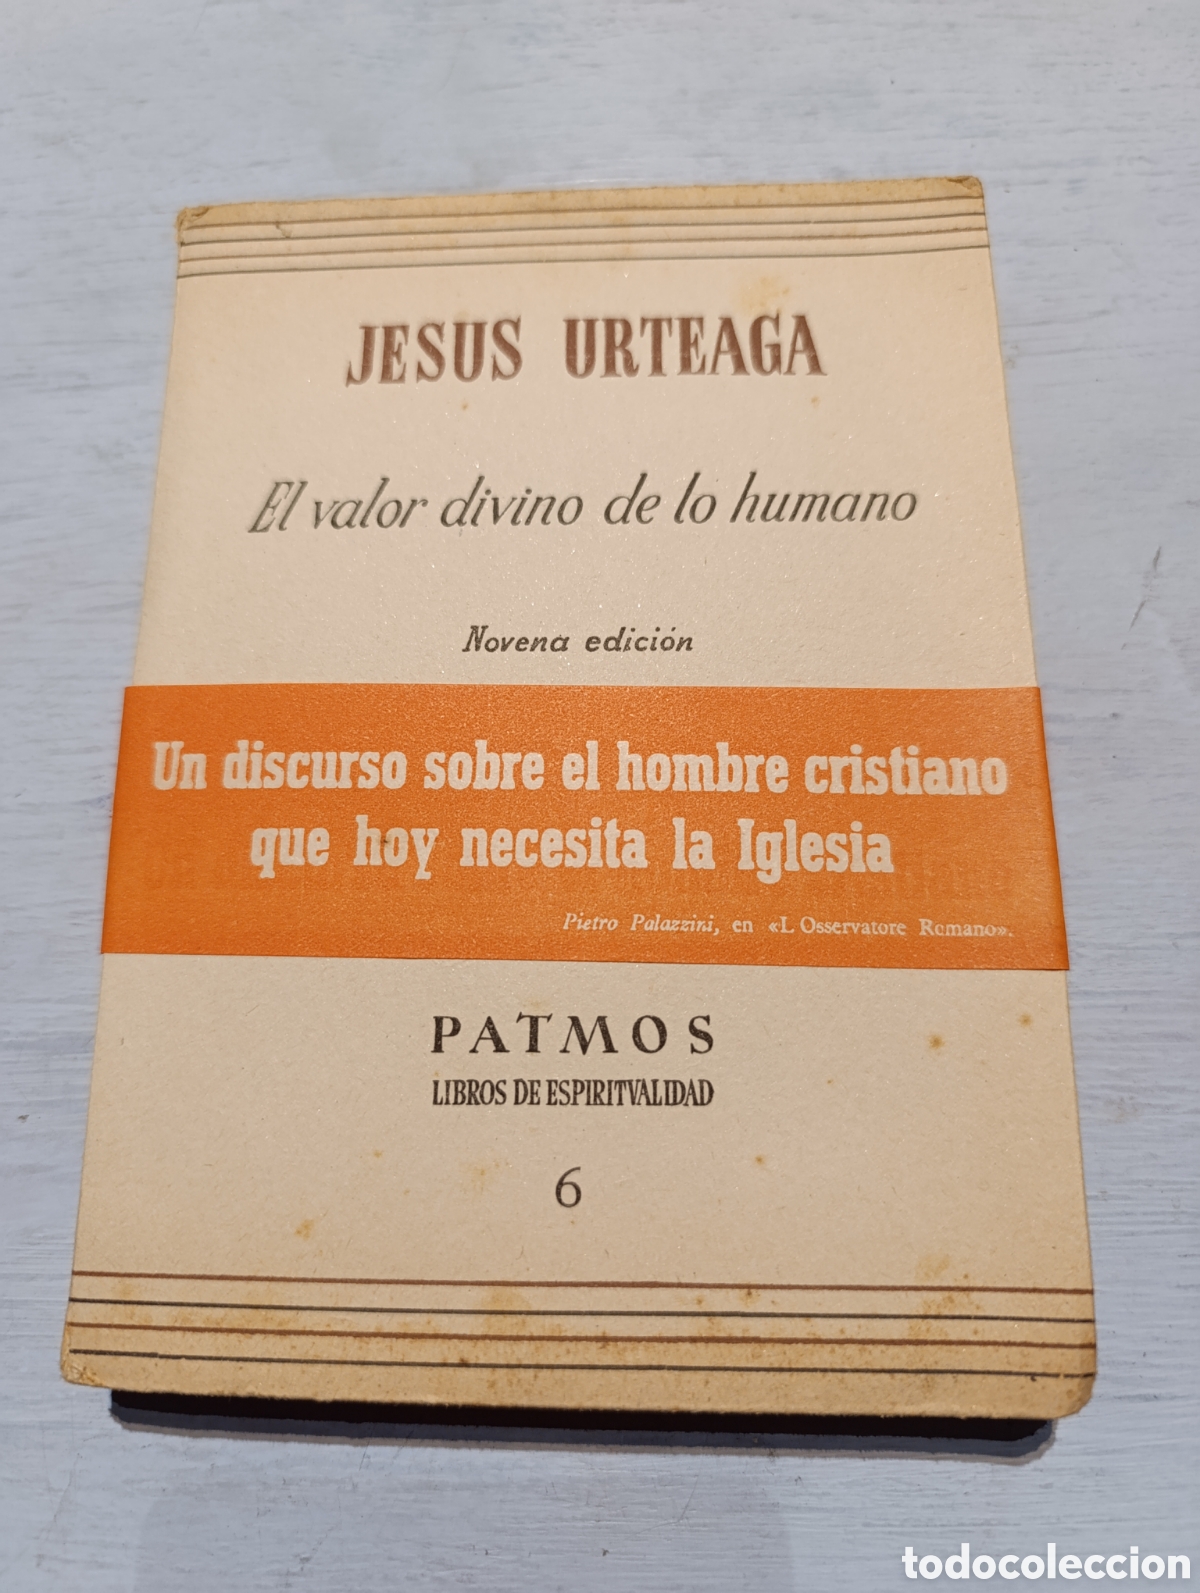 JESUS URTEAGA
El valor divino de lo humano
Novena edición
Un discurso sobre el hombre cristiano
que hoy necesita la Iglesia
Pietro Palazzini, en «L Osservatore Romano».
PATMOS
LIBROS DE ESPIRITVALIDAD
6
todocoleccion